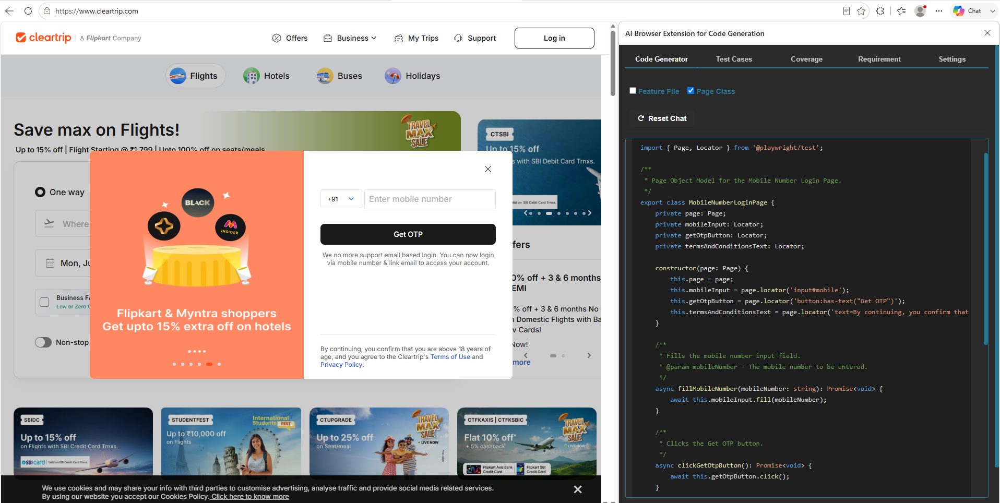 https://www.cleartrip.com
Chat
cleartrip
A Flipkart Company
Offers
Business
My Trips
Support
Log in
Flights
Hotels
Buses
Holidays
Save max on Flights!
Up to 15% off | Flight Starting @ ₹1,799 | Upto 100% off on seats/meals
TRAVEL
MAX
SALE
CTSBI
Up to 15% off
s with SBI Debit Card Trnxs.
lid on SBI Debit Card Trnxs.
One way
Where
Mon, Ju
Business Fa
Low or Zero C
Non-stop
BLACK
INSIDER
Flipkart & Myntra shoppers
Get upto 15% extra off on hotels
+91
Enter mobile number
Get OTP
We no more support email based login. You can now login
via mobile number & link email to access your account.
By continuing, you confirm that you are above 18 years of
age, and you agree to the Cleartrip's Terms of Use and
Privacy Policy.
fers
0% off + 3 & 6 months
EMI
% off + 3 & 6 months No
n Domestic Flights with Ba
v Cards!
Now!
more
SBIDC
Up to 15% off
on Flights with SBI Credit Card Trnxs.
SBI card | Valid on SBI Credit Card Trnxs.
STUDENTFEST
Up to ₹10,000 off
on Flights
International
Students
FEST
CTUPGRADE
Up to 25% off
on Seat/meal
TRAVEL
MAX
SALE
LIVE NOW
CTFKAXIS | CTFKSBIC
Flat 10% off*
+ 5% cashback
TRAVEL
MAX
SALE
LIVE NOW
Flipkart Axis Bank
Credit Card
Flipkart SBI
Credit Card
We use cookies and may share your info with third parties to customise advertising, analyse traffic and provide social media related services.
By using our website you accept our Cookies Policy. Click here to know more
AI Browser Extension for Code Generation
Code Generator
Test Cases
Coverage
Requirement
Settings
Feature File
Page Class
Reset Chat
import { Page, Locator } from '@playwright/test';
/**
* Page Object Model for the Mobile Number Login Page.
*/
export class MobileNumberLoginPage {
private page: Page;
private mobileInput: Locator;
private getOtpButton: Locator;
private termsAndConditionsText: Locator;
constructor(page: Page) {
this.page = page;
this.mobileInput = page.locator('input#mobile');
this.getOtpButton = page.locator('button:has-text("Get OTP")');
this.termsAndConditionsText = page.locator('text=By continuing, you confirm that
}
/**
* Fills the mobile number input field.
* @param mobileNumber - The mobile number to be entered.
*/
async fillMobileNumber(mobileNumber: string): Promise<void> {
await this.mobileInput.fill(mobileNumber);
}
/**
* Clicks the Get OTP button.
*/
async clickGetOtpButton(): Promise<void> {
await this.getOtpButton.click();
}